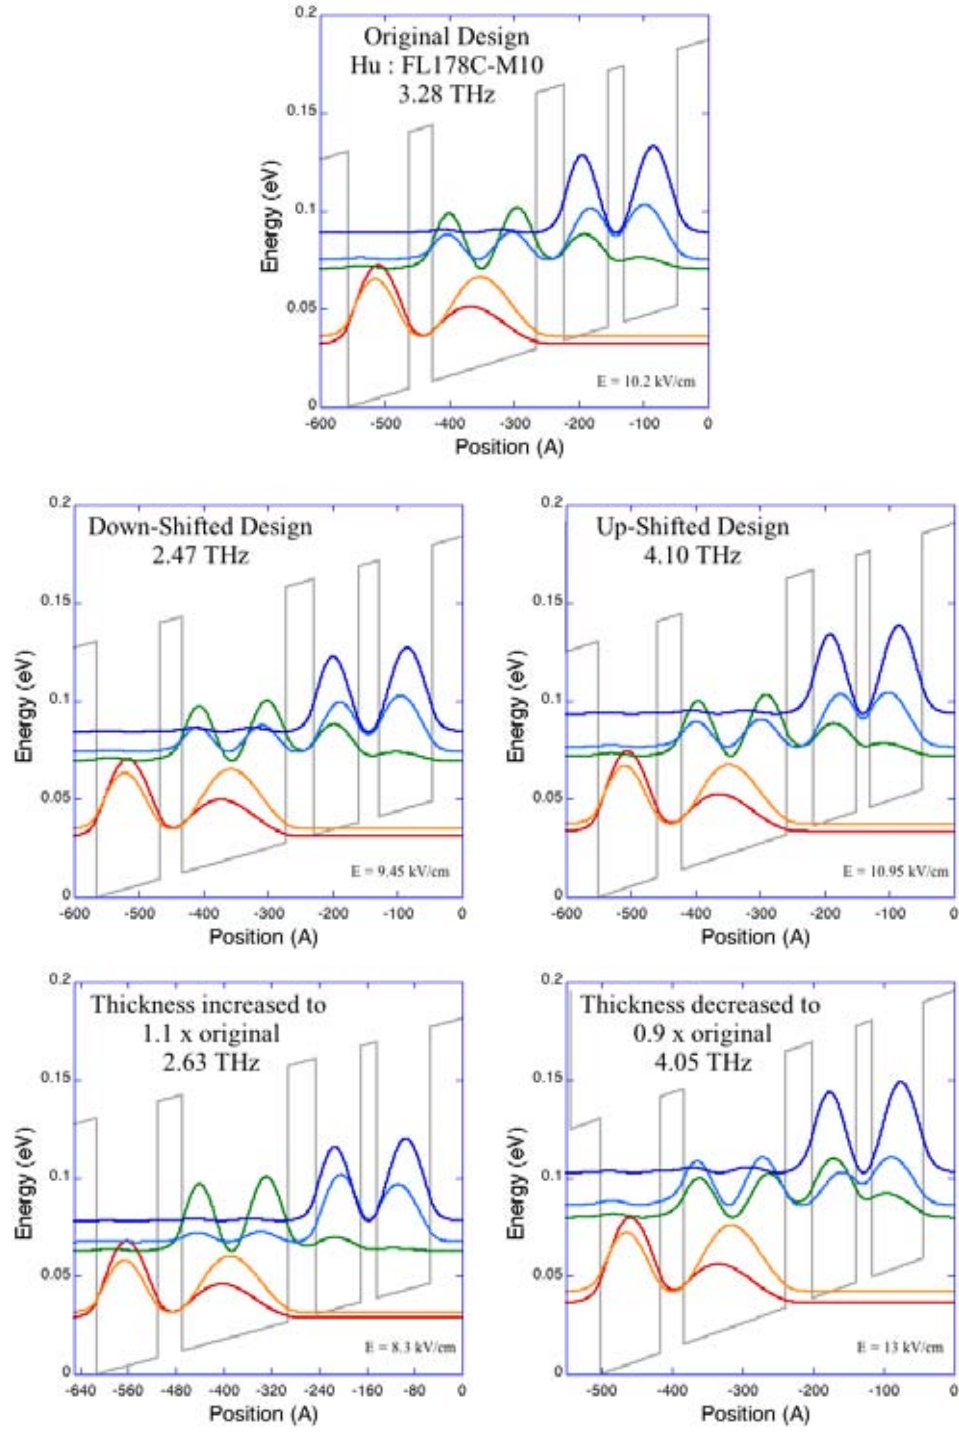 Original Design
Hu : FL178C-M10
3.28 THz
0.2
0.15
0.1
0.05
0
Energy (eV)
E = 10.2 kV/cm
-600 -500 -400 -300 -200 -100 0
Position (A)
Down-Shifted Design
2.47 THz
0.2
0.15
0.1
0.05
0
Energy (eV)
E = 9.45 kV/cm
-600 -500 -400 -300 -200 -100 0
Position (A)
Up-Shifted Design
4.10 THz
0.2
0.15
0.1
0.05
0
Energy (eV)
E = 10.95 kV/cm
-600 -500 -400 -300 -200 -100 0
Position (A)
Thickness increased to
1.1 x original
2.63 THz
0.2
0.15
0.1
0.05
0
Energy (eV)
E = 8.3 kV/cm
-640 -560 -480 -400 -320 -240 -160 -80 0
Position (A)
Thickness decreased to
0.9 x original
4.05 THz
0.2
0.15
0.1
0.05
0
Energy (eV)
E = 13 kV/cm
-500 -400 -300 -200 -100 0
Position (A)